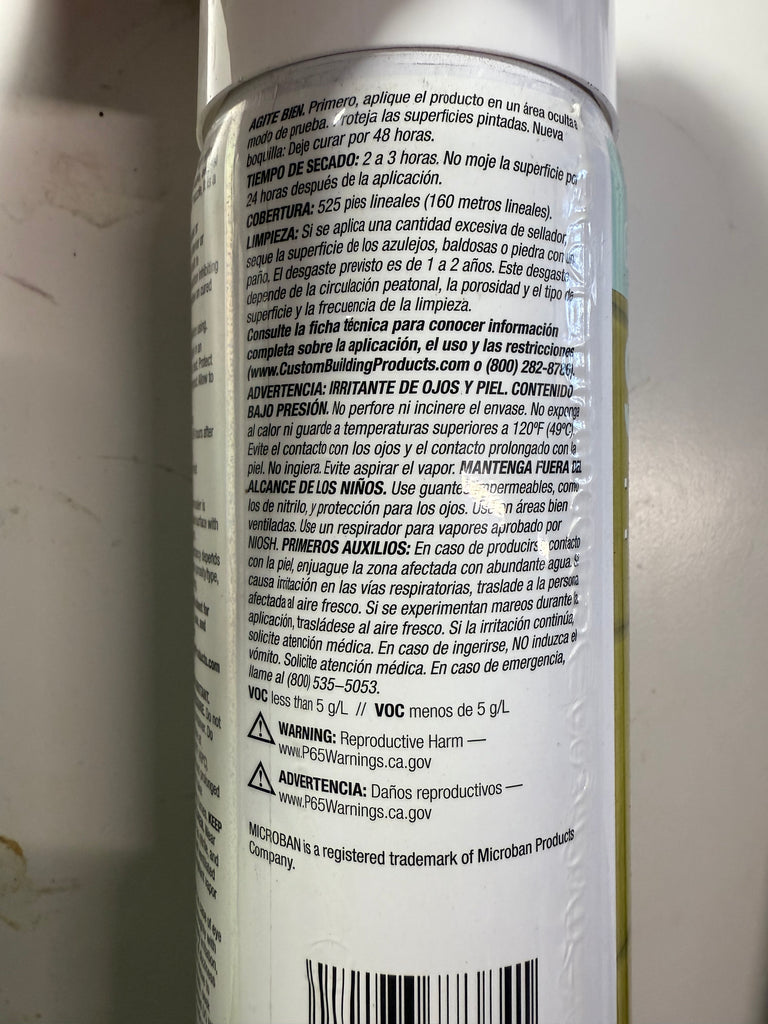 AGITE BIEN. Primero, aplique el producto en un área oculta a
modo de prueba. Proteja las superficies pintadas. Nueva
boquilla: Deje curar por 48 horas.
TIEMPO DE SECADO: 2 a 3 horas. No moje la superficie por
24 horas después de la aplicación.
COBERTURA: 525 pies lineales (160 metros lineales).
LIMPIEZA: Si se aplica una cantidad excesiva de sellador,
seque la superficie de los azulejos, baldosas o piedra con un
paño. El desgaste previsto es de 1 a 2 años. Este desgaste
depende de la circulación peatonal, la porosidad y el tipo de
superficie y la frecuencia de la limpieza.
Consulte la ficha técnica para conocer información
completa sobre la aplicación, el uso y las restricciones
(www.CustomBuildingProducts.com o (800) 282-8786).
ADVERTENCIA: IRRITANTE DE OJOS Y PIEL. CONTENIDO
BAJO PRESIÓN. No perfore ni incinere el envase. No exponga
al calor ni guarde a temperaturas superiores a 120ºF (49ºC).
Evite el contacto con los ojos y el contacto prolongado con la
piel. No ingiera. Evite aspirar el vapor. MANTENGA FUERA DEL
ALCANCE DE LOS NIÑOS. Use guantes impermeables, como
los de nitrilo, y protección para los ojos. Use en áreas bien
ventiladas. Use un respirador para vapores aprobado por
NIOSH. PRIMEROS AUXILIOS: En caso de producirse contacto
con la piel, enjuague la zona afectada con abundante agua. Si
causa irritación en las vías respiratorias, traslade a la persona
afectada al aire fresco. Si se experimentan mareos durante la
aplicación, trasládese al aire fresco. Si la irritación continúa,
solicite atención médica. En caso de ingerirse, NO induzca el
vómito. Solicite atención médica. En caso de emergencia,
llame al (800) 535–5053.
VOC less than 5 g/L // VOC menos de 5 g/L
WARNING: Reproductive Harm —
www.P65Warnings.ca.gov
ADVERTENCIA: Daños reproductivos —
www.P65Warnings.ca.gov
MICROBAN is a registered trademark of Microban Products
Company.